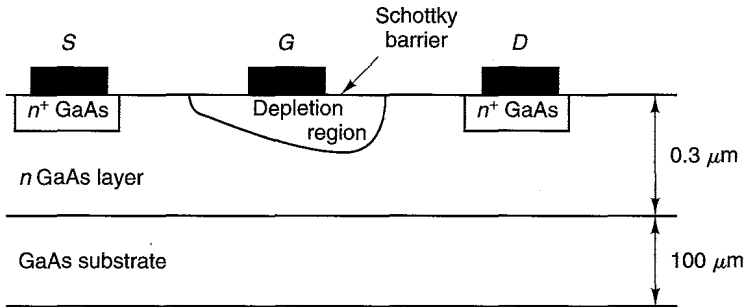 Schottky
barrier
S
G
D
n⁺ GaAs
Depletion
region
n⁺ GaAs
0.3 μm
n GaAs layer
GaAs substrate
100 μm